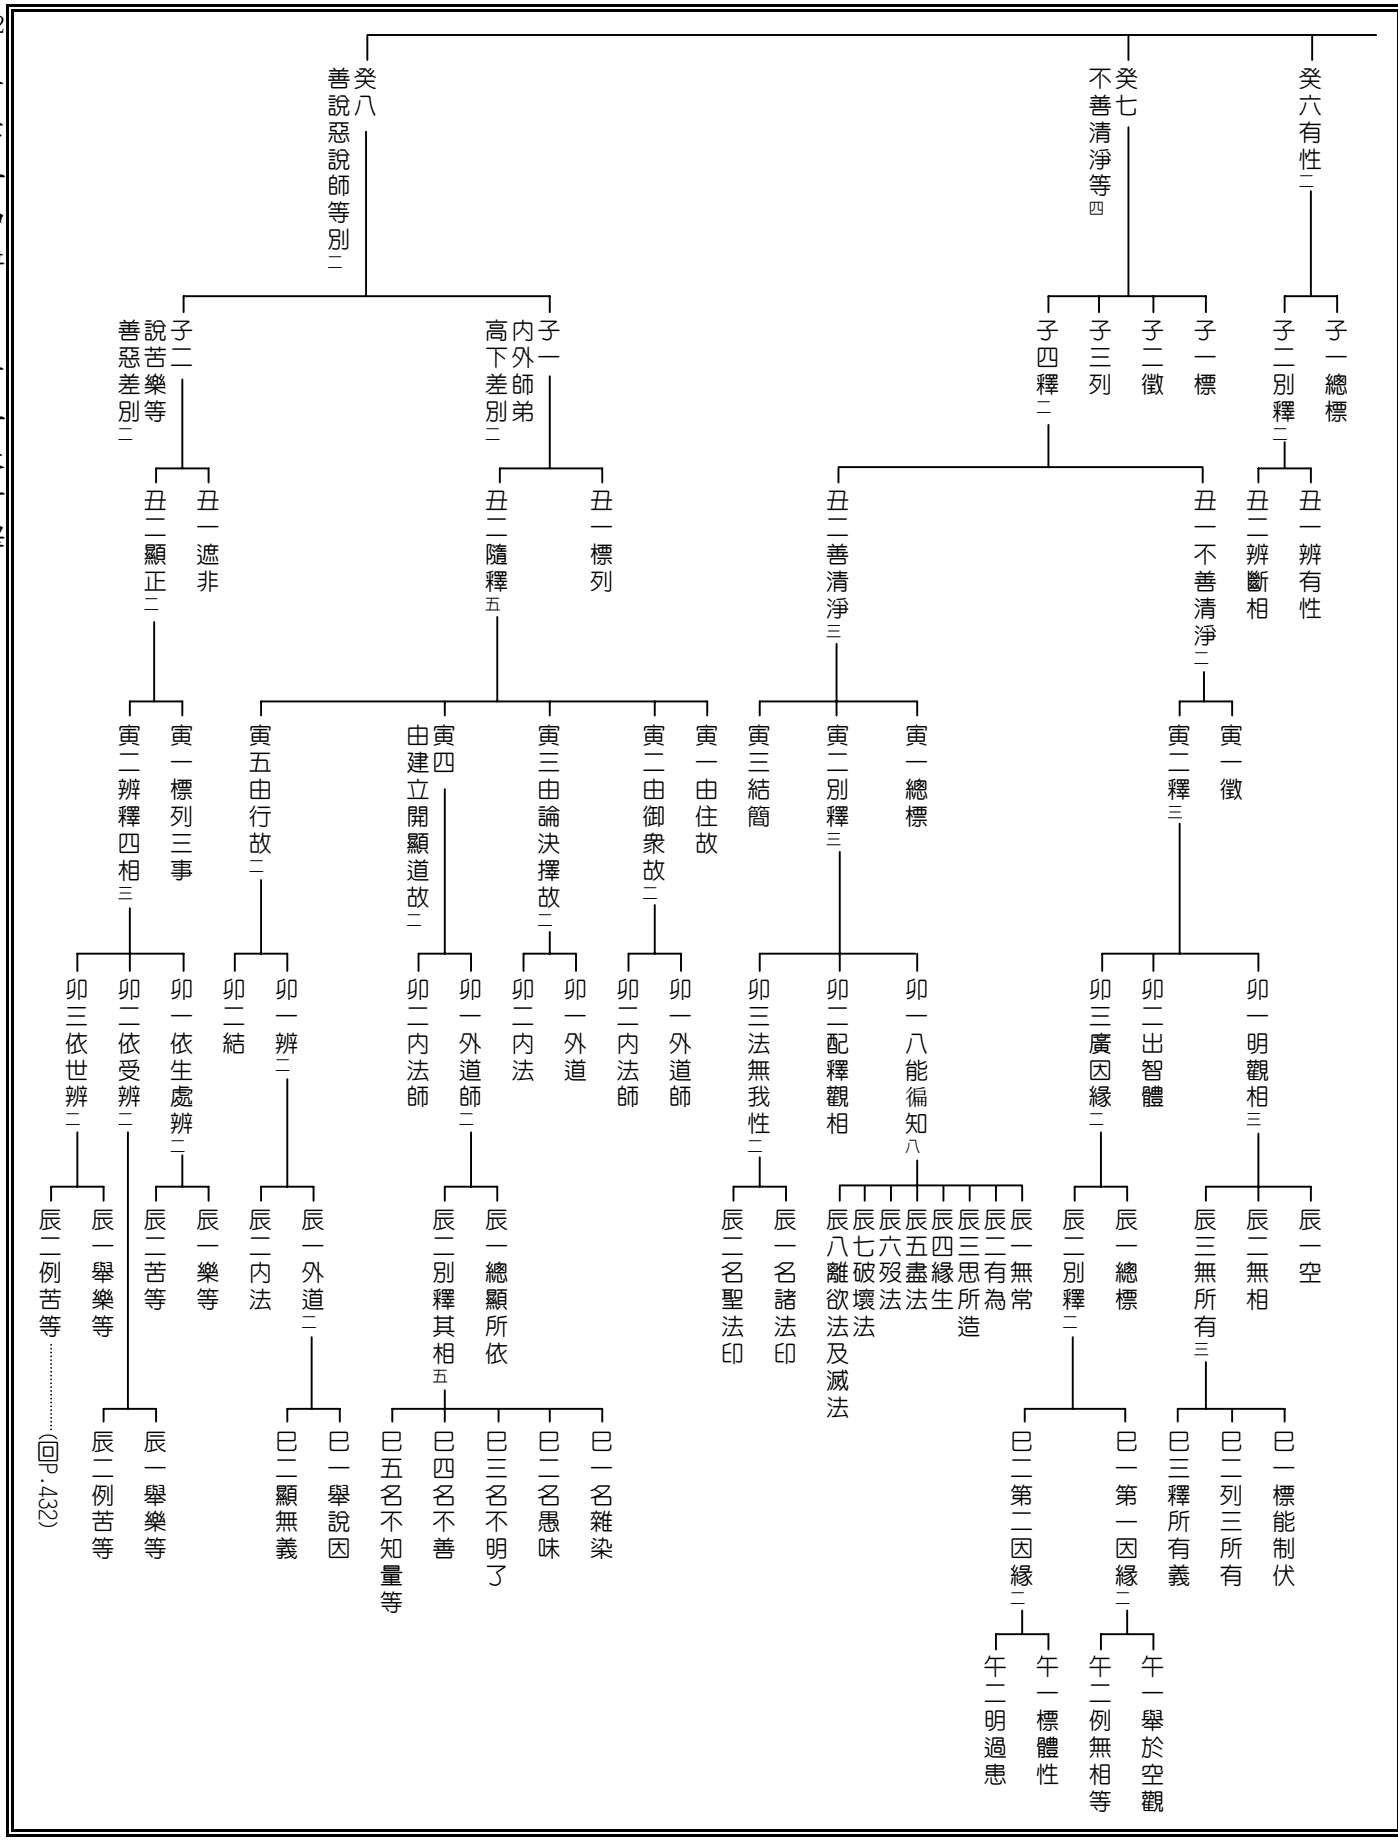 癸六有性二
子一總標
子二別釋二
丑一辨有性
丑二辨斷相
癸七
不善清淨等四
子一標
子二徵
子三列
子四釋二
丑一不善清淨二
寅一徵
寅二釋三
卯一明觀相三
辰一空
辰二無相
辰三無所有三
巳一標能制伏
巳二列三所有
巳三釋所有義
卯二出智體
卯三廣因緣二
辰一總標
辰二別釋二
巳一第一因緣二
午一舉於空觀
午二例無相等
巳二第二因緣二
午一標體性
午二明過患
丑二善清淨三
寅一總標
寅二別釋三
卯一八能徧知八
辰一無常
辰二有為
辰三思所造
辰四緣生
辰五盡法
辰六歿法
辰七破壞法
辰八離欲法及滅法
卯二配釋觀相
卯三法無我性二
辰一名諸法印
辰二名聖法印
寅三結簡
癸八
善說惡說師等別二
子一
內外師弟
高下差別二
丑一標列
丑二隨釋五
寅一由住故
寅二由御眾故二
卯一外道師
卯二內法師
寅三由論決擇故二
卯一外道
卯二內法
寅四
由建立開顯道故二
卯一外道師二
辰一總顯所依
辰二別釋其相五
巳一名雜染
巳二名愚昧
巳三名不明了
巳四名不善
巳五名不知量等
卯二內法師
寅五由行故二
卯一辨二
辰一外道二
巳一舉說因
巳二顯無義
辰二內法
卯二結
子二
說苦樂等
善惡差別二
丑一遮非
丑二顯正二
寅一標列三事
寅二辨釋四相三
卯一依生處辨二
辰一樂等
辰二苦等
卯二依受辨二
辰一舉樂等
辰二例苦等
卯三依世辨二
辰一舉樂等
辰二例苦等…………(回P.432)